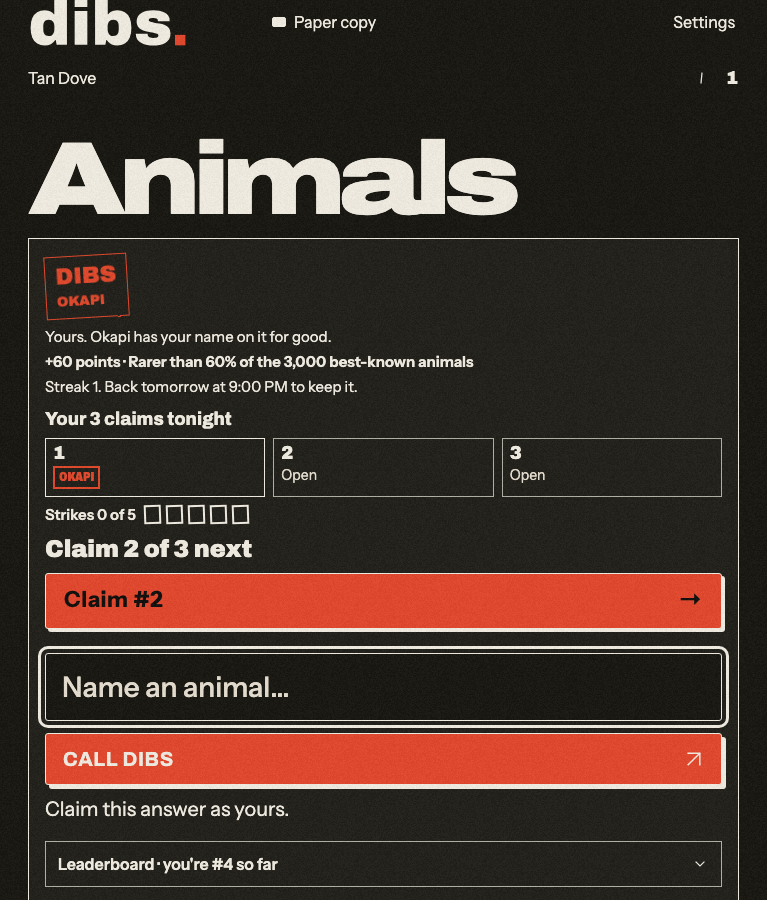 dibs.
Paper copy
Settings
Tan Dove
1
Animals
DIBS
OKAPI
Yours. Okapi has your name on it for good.
+60 points · Rarer than 60% of the 3,000 best-known animals
Streak 1. Back tomorrow at 9:00 PM to keep it.
Your 3 claims tonight
1
OKAPI
2
Open
3
Open
Strikes 0 of 5
Claim 2 of 3 next
Claim #2 →
Name an animal...
CALL DIBS ↗
Claim this answer as yours.
Leaderboard · you're #4 so far